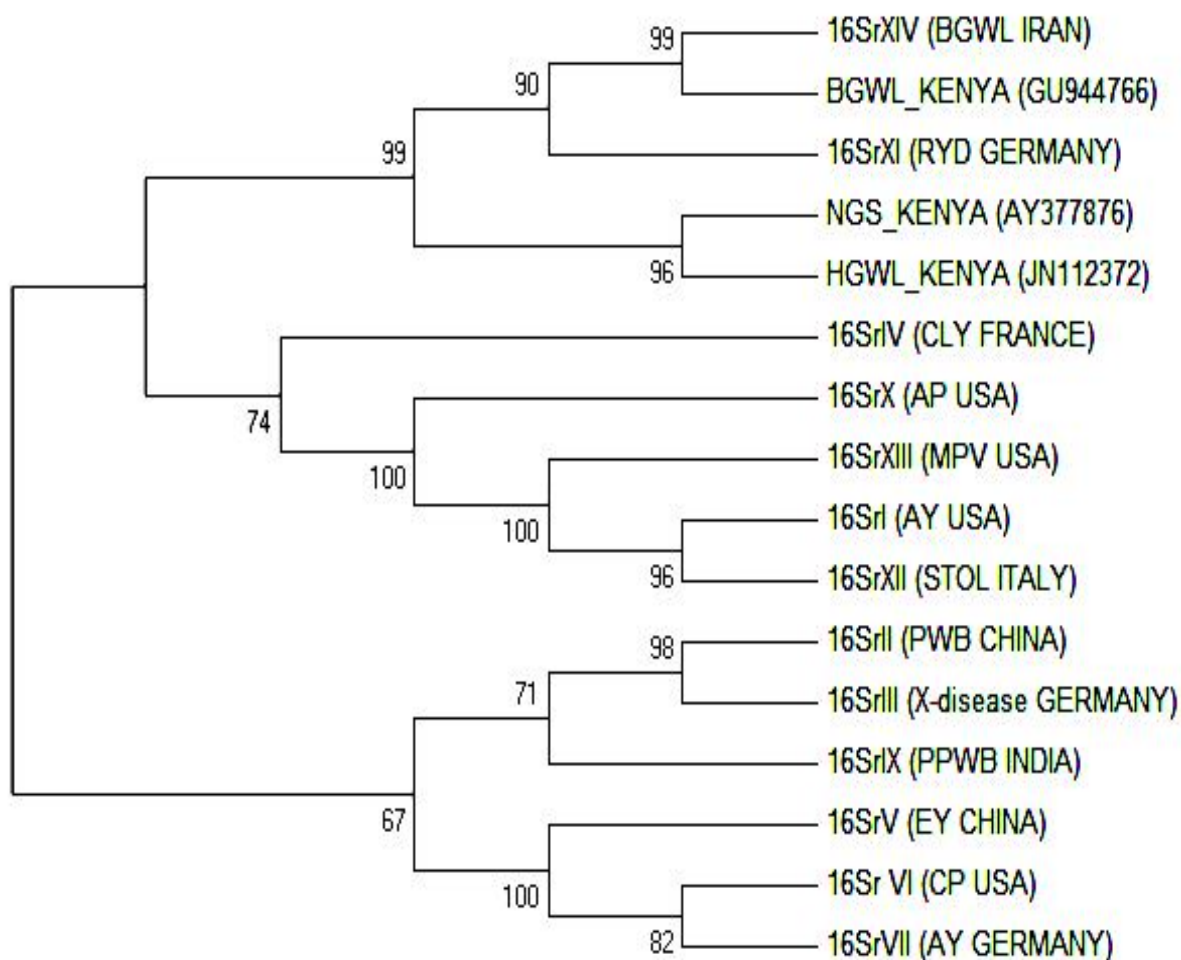 99
16SrXIV (BGWL IRAN)
90
BGWL_KENYA (GU944766)
99
16SrXI (RYD GERMANY)
NGS_KENYA (AY377876)
96
HGWL_KENYA (JN112372)
16SrIV (CLY FRANCE)
74
16SrX (AP USA)
100
16SrXIII (MPV USA)
100
16SrI (AY USA)
96
16SrXII (STOL ITALY)
98
16SrII (PWB CHINA)
71
16SrIII (X-disease GERMANY)
16SrIX (PPWB INDIA)
67
16SrV (EY CHINA)
100
16Sr VI (CP USA)
82
16SrVII (AY GERMANY)